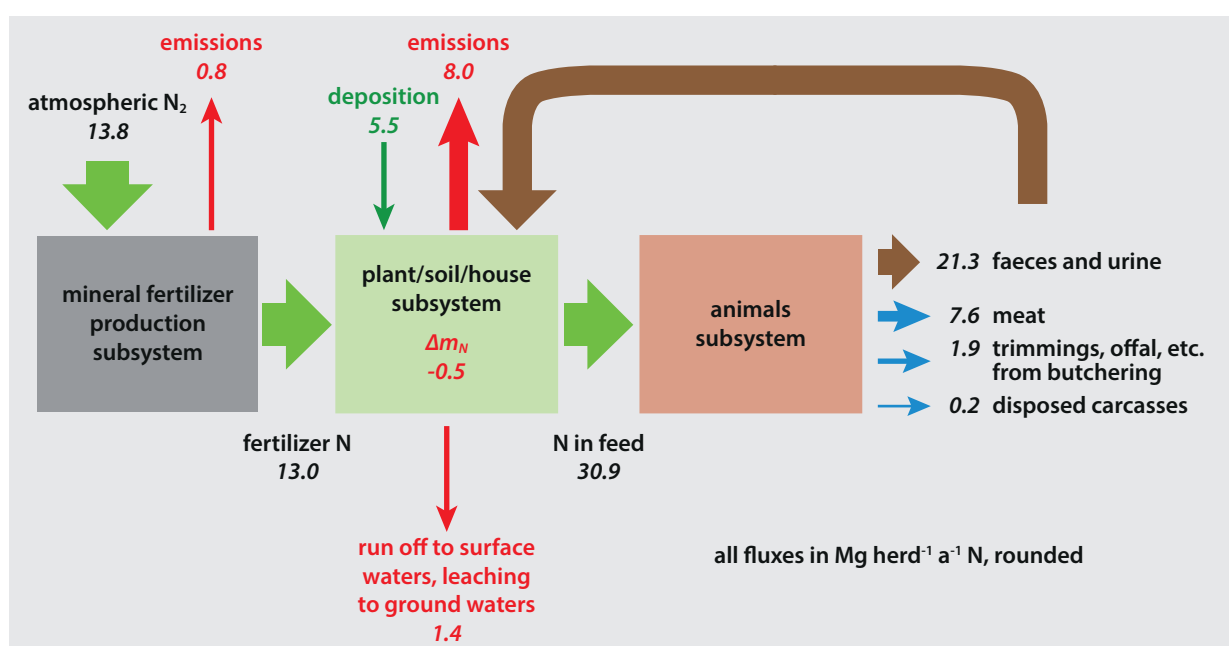 emissions
0.8
emissions
8.0
atmospheric N₂
13.8
deposition
5.5
mineral fertilizer
production
subsystem
plant/soil/house
subsystem
Δm_N
-0.5
animals
subsystem
21.3 faeces and urine
7.6 meat
1.9 trimmings, offal, etc.
from butchering
0.2 disposed carcasses
fertilizer N
13.0
N in feed
30.9
run off to surface
waters, leaching
to ground waters
1.4
all fluxes in Mg herd⁻¹ a⁻¹ N, rounded